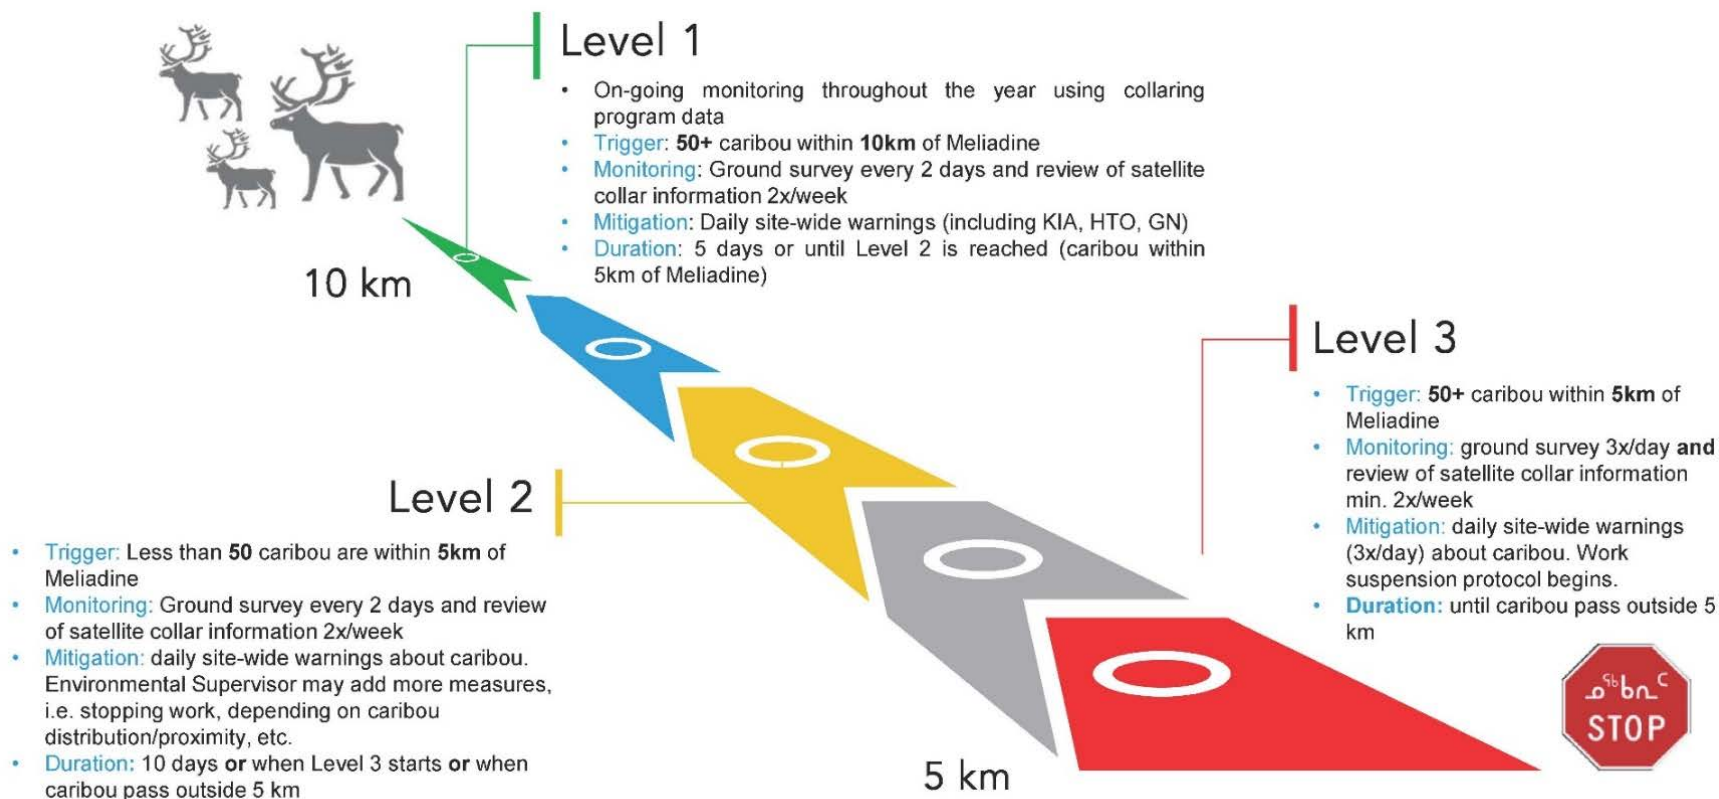 Level 1
• On-going monitoring throughout the year using collaring
program data
• Trigger: 50+ caribou within 10km of Meliadine
• Monitoring: Ground survey every 2 days and review of satellite
collar information 2x/week
• Mitigation: Daily site-wide warnings (including KIA, HTO, GN)
• Duration: 5 days or until Level 2 is reached (caribou within
5km of Meliadine)
10 km
Level 2
• Trigger: Less than 50 caribou are within 5km of
Meliadine
• Monitoring: Ground survey every 2 days and review
of satellite collar information 2x/week
• Mitigation: daily site-wide warnings about caribou.
Environmental Supervisor may add more measures,
i.e. stopping work, depending on caribou
distribution/proximity, etc.
• Duration: 10 days or when Level 3 starts or when
caribou pass outside 5 km
Level 3
• Trigger: 50+ caribou within 5km of
Meliadine
• Monitoring: ground survey 3x/day and
review of satellite collar information
min. 2x/week
• Mitigation: daily site-wide warnings
(3x/day) about caribou. Work
suspension protocol begins.
• Duration: until caribou pass outside 5
km
5 km
ᓄᖃᕆᑦ
STOP